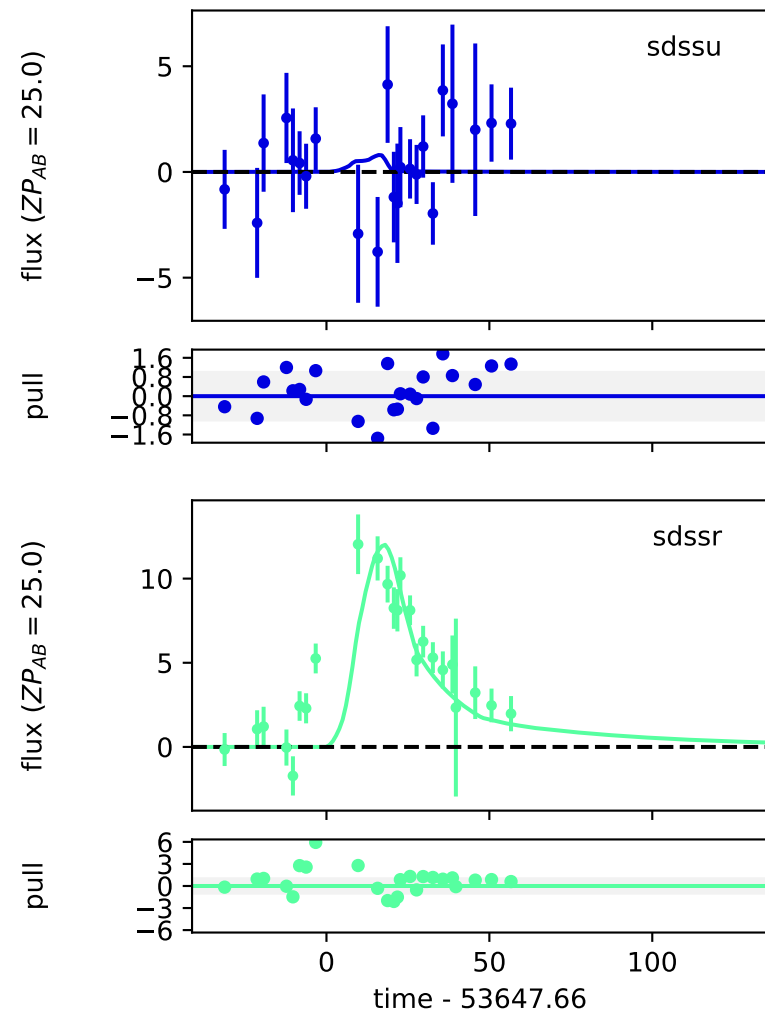 sdssu
flux (ZP_AB = 25.0)
5
0
−5
pull
1.6
0.8
0.0
−0.8
−1.6
sdssr
flux (ZP_AB = 25.0)
10
5
0
pull
6
3
0
−3
−6
0 50 100
time - 53647.66